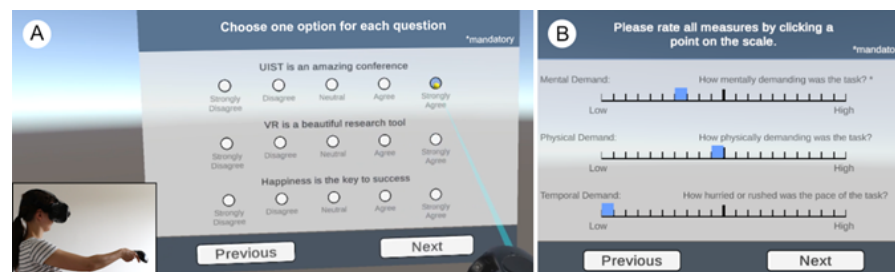 A
Choose one option for each question
*mandatory
UIST is an amazing conference
Strongly Disagree Disagree Neutral Agree Strongly Agree
VR is a beautiful research tool
Strongly Disagree Disagree Neutral Agree Strongly Agree
Happiness is the key to success
Strongly Disagree Disagree Neutral Agree Strongly Agree
Previous Next
B
Please rate all measures by clicking a
point on the scale.
*mandato
Mental Demand: How mentally demanding was the task? *
Low High
Physical Demand: How physically demanding was the task?
Low High
Temporal Demand: How hurried or rushed was the pace of the task?
Low High
Previous Next